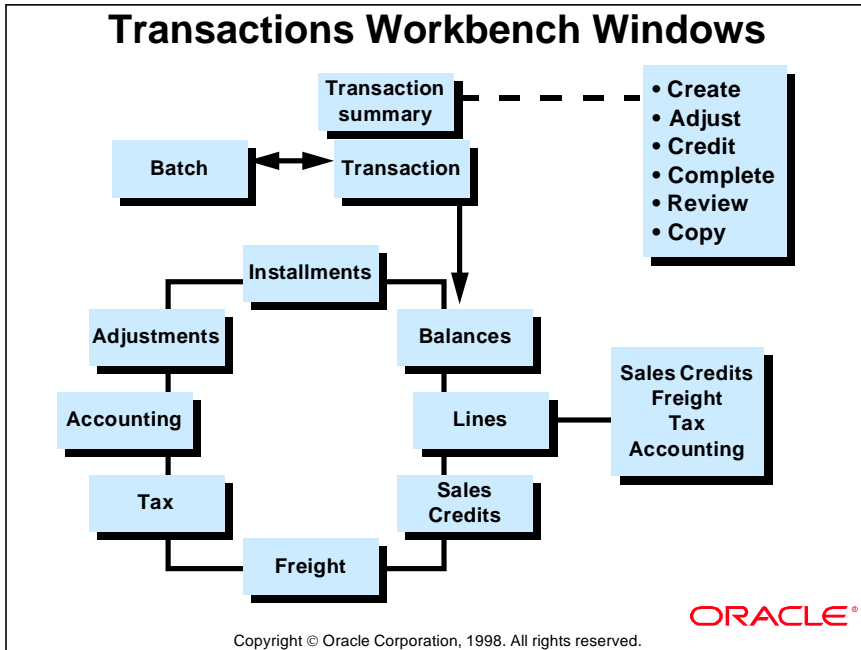 Transactions Workbench Windows
Transaction
summary
• Create
• Adjust
• Credit
• Complete
• Review
• Copy
Batch
Transaction
Installments
Adjustments
Balances
Accounting
Lines
Sales Credits
Freight
Tax
Accounting
Tax
Sales
Credits
Freight
ORACLE®
Copyright © Oracle Corporation, 1998. All rights reserved.